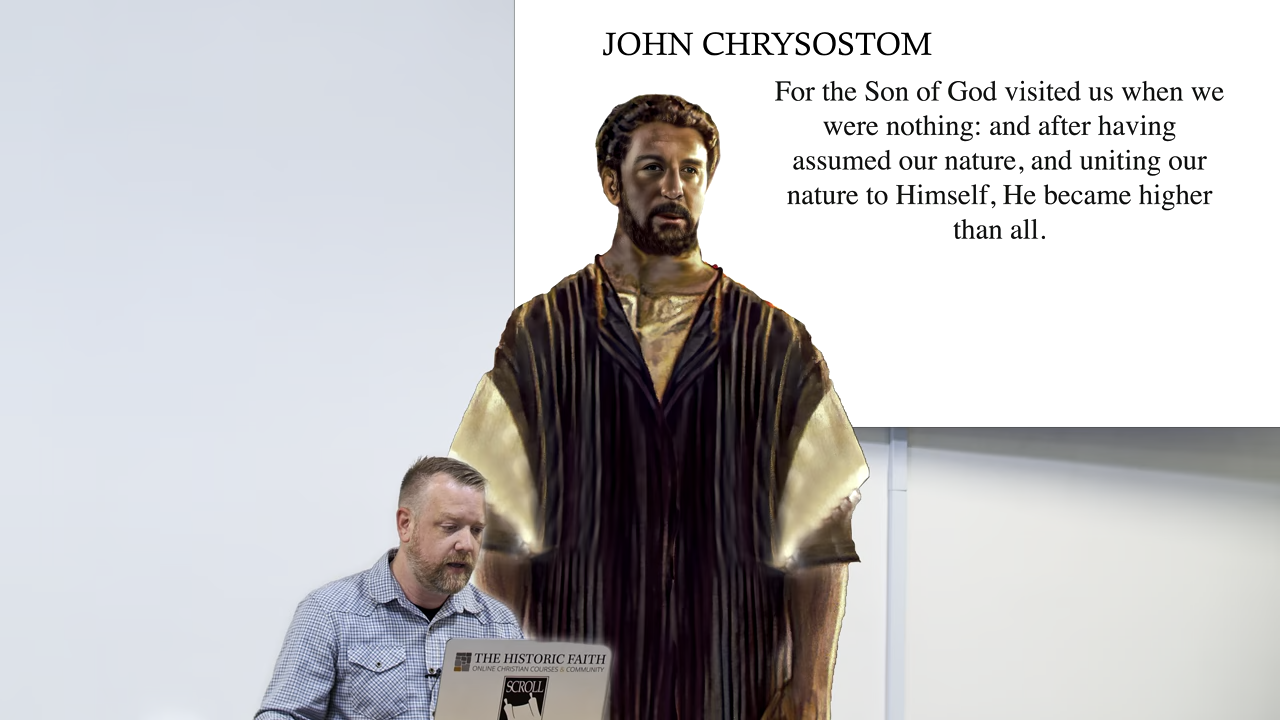 JOHN CHRYSOSTOM
For the Son of God visited us when we
were nothing: and after having
assumed our nature, and uniting our
nature to Himself, He became higher
than all.
THE HISTORIC FAITH
ONLINE CHRISTIAN COURSES & COMMUNITY
SCROLL